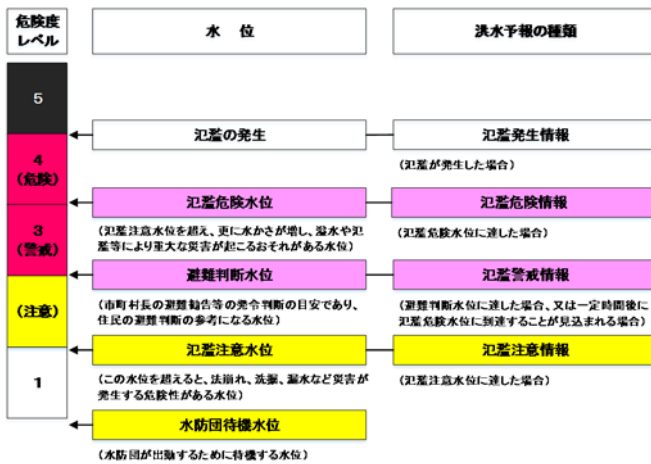 危険度
レベル
水 位
洪水予報の種類
5
氾濫の発生
氾濫発生情報
(氾濫が発生した場合)
4
(危険)
氾濫危険水位
氾濫危険情報
(氾濫注意水位を超え、更に水かさが増し、溢水や氾
濫等により重大な災害が起こるおそれがある水位)
(氾濫危険水位に達した場合)
3
(警戒)
避難判断水位
氾濫警戒情報
(市町村長の避難勧告等の発令判断の目安であり、
住民の避難判断の参考になる水位)
(避難判断水位に達した場合、又は一定時間後に
氾濫危険水位に到達することが見込まれる場合)
(注意)
氾濫注意水位
氾濫注意情報
(この水位を超えると、法崩れ、洗掘、漏水など災害が
発生する危険性がある水位)
(氾濫注意水位に達した場合)
1
水防団待機水位
(水防団が出動するために待機する水位)